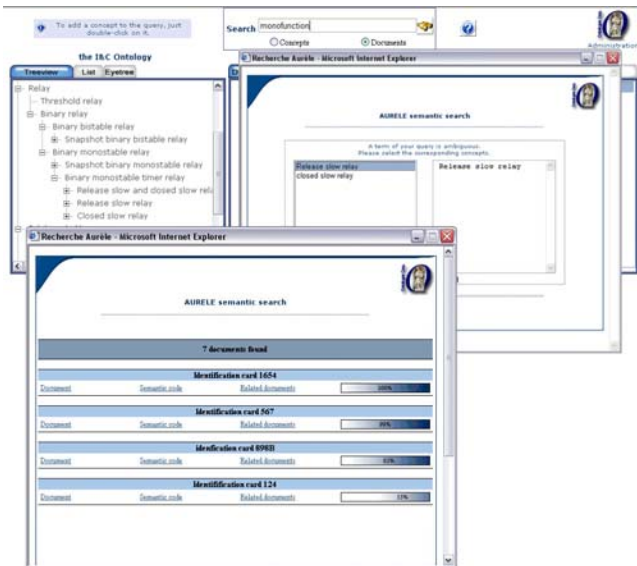 To add a concept to the query, just
double-click on it.
Search monofunction
Concepts Documents
Administration
the I&C Ontology
Treeview List Eyetree
Relay
Threshold relay
Binary relay
Binary bistable relay
Snapshot binary bistable relay
Binary monostable relay
Snapshot binary monostable relay
Binary monostable timer relay
Release slow and closed slow rela
Release slow relay
Closed slow relay
Recherche Aurèle - Microsoft Internet Explorer
AURELE semantic search
A term of your query is ambiguous.
Please select the corresponding concepts.
Release slow relay
closed slow relay
Release slow relay
Recherche Aurèle - Microsoft Internet Explorer
AURELE semantic search
7 documents found
Identification card 1654
Document Semantic code Related documents 100%
Identification card 567
Document Semantic code Related documents
Idenfication card 098B
Document Semantic code Related documents
Identifification card 124
Document Semantic code Related documents